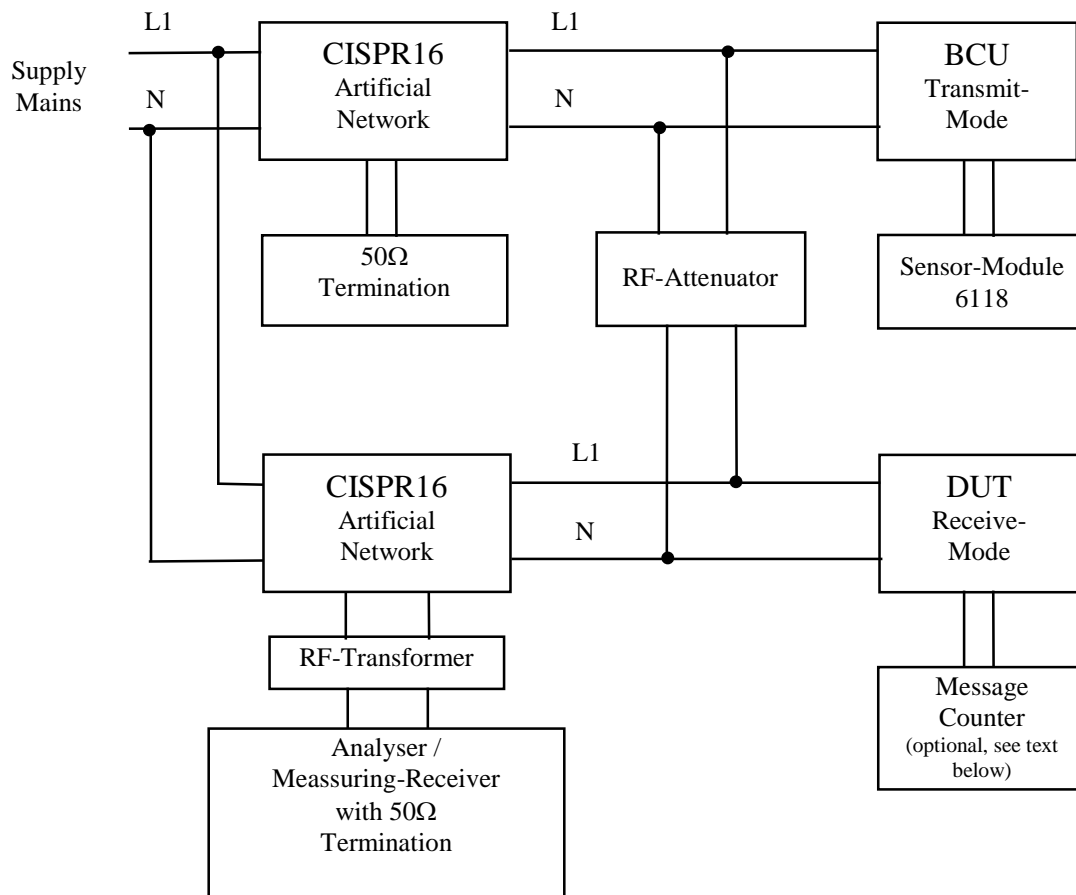 L1
Supply
Mains
N
CISPR16
Artificial
Network
L1
N
BCU
Transmit-
Mode
50Ω
Termination
RF-Attenuator
Sensor-Module
6118
CISPR16
Artificial
Network
L1
N
DUT
Receive-
Mode
RF-Transformer
Message
Counter
(optional, see text
below)
Analyser /
Meassuring-Receiver
with 50Ω
Termination